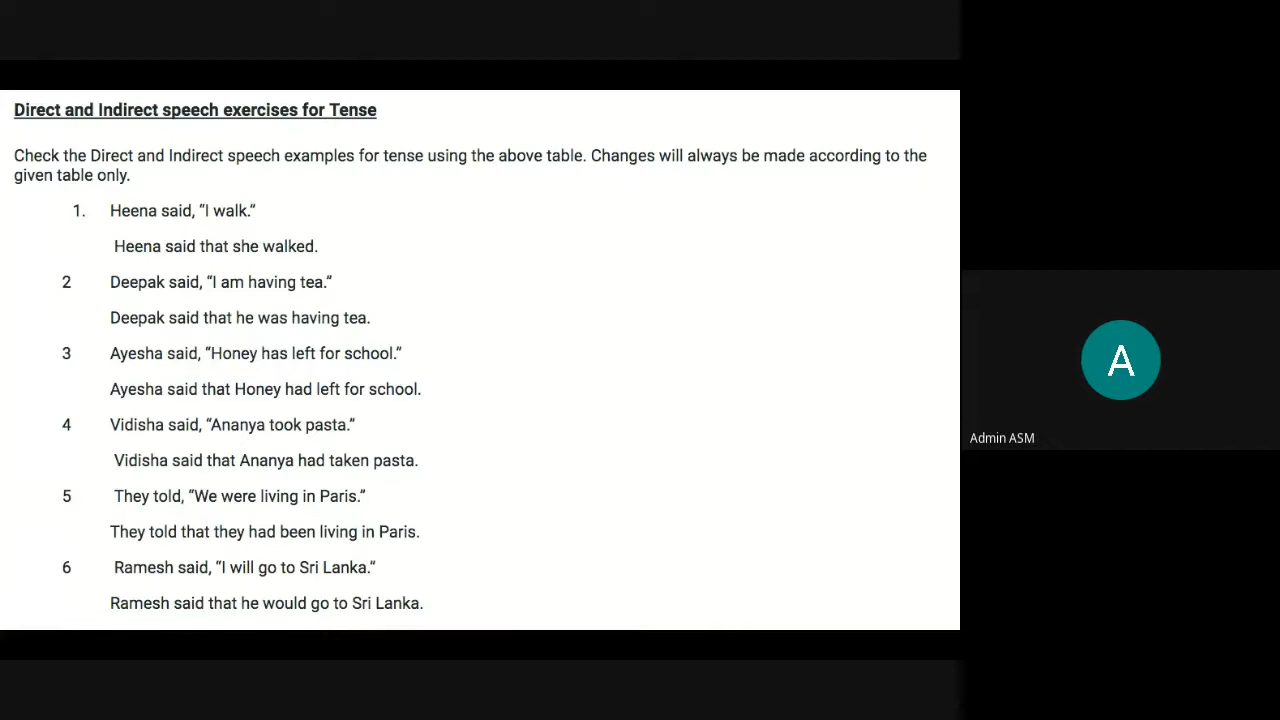 Direct and Indirect speech exercises for Tense
Check the Direct and Indirect speech examples for tense using the above table. Changes will always be made according to the
given table only.
1. Heena said, “I walk.”
Heena said that she walked.
2 Deepak said, “I am having tea.”
Deepak said that he was having tea.
3 Ayesha said, “Honey has left for school.”
Ayesha said that Honey had left for school.
4 Vidisha said, “Ananya took pasta.”
Vidisha said that Ananya had taken pasta.
5 They told, “We were living in Paris.”
They told that they had been living in Paris.
6 Ramesh said, “I will go to Sri Lanka.”
Ramesh said that he would go to Sri Lanka.
A
Admin ASM